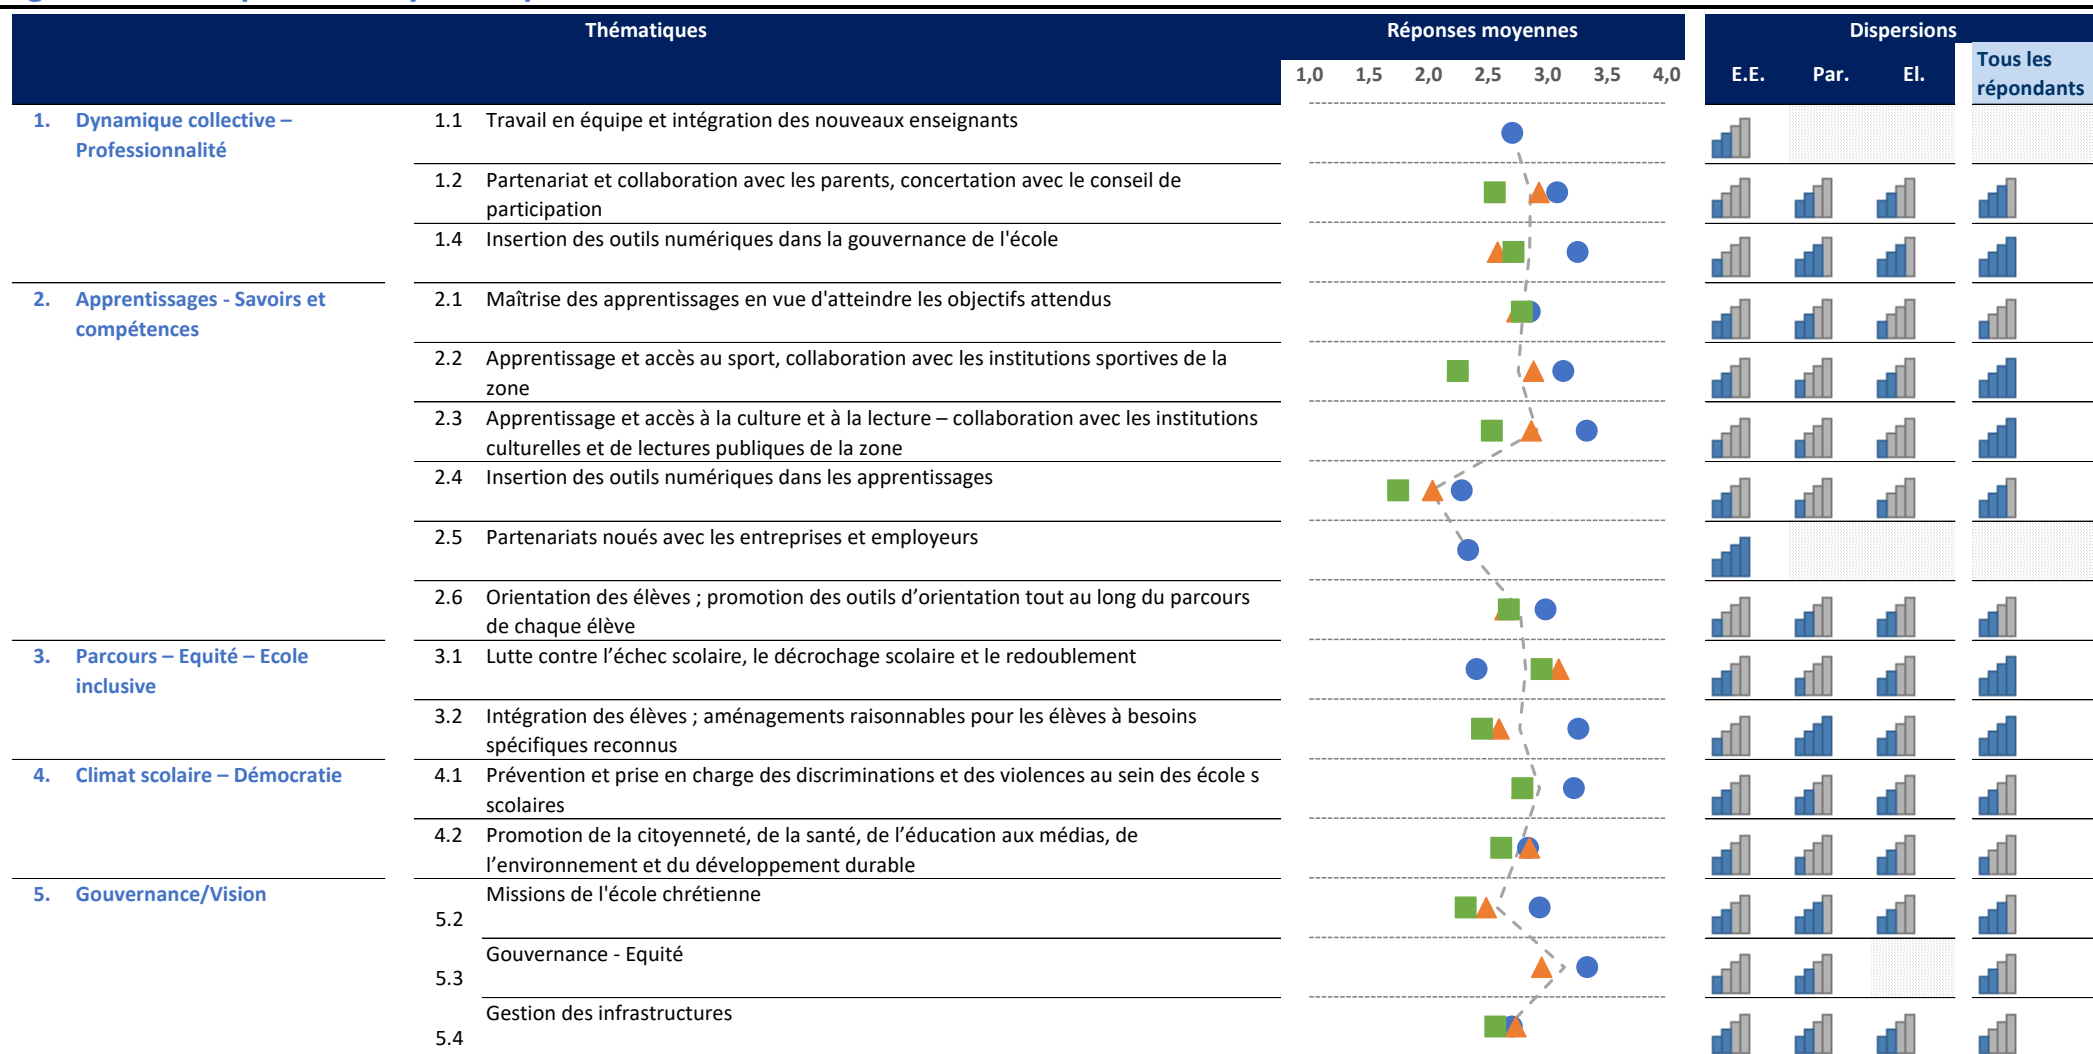 Thématiques
Réponses moyennes
Dispersions
1,0 1,5 2,0 2,5 3,0 3,5 4,0
E.E. Par. El.
Tous les
répondants
1. Dynamique collective –
Professionnalité
1.1 Travail en équipe et intégration des nouveaux enseignants
1.2 Partenariat et collaboration avec les parents, concertation avec le conseil de
participation
1.4 Insertion des outils numériques dans la gouvernance de l'école
2. Apprentissages - Savoirs et
compétences
2.1 Maîtrise des apprentissages en vue d'atteindre les objectifs attendus
2.2 Apprentissage et accès au sport, collaboration avec les institutions sportives de la
zone
2.3 Apprentissage et accès à la culture et à la lecture – collaboration avec les institutions
culturelles et de lectures publiques de la zone
2.4 Insertion des outils numériques dans les apprentissages
2.5 Partenariats noués avec les entreprises et employeurs
2.6 Orientation des élèves ; promotion des outils d’orientation tout au long du parcours
de chaque élève
3. Parcours – Equité – Ecole
inclusive
3.1 Lutte contre l’échec scolaire, le décrochage scolaire et le redoublement
3.2 Intégration des élèves ; aménagements raisonnables pour les élèves à besoins
spécifiques reconnus
4. Climat scolaire – Démocratie
4.1 Prévention et prise en charge des discriminations et des violences au sein des école s
scolaires
4.2 Promotion de la citoyenneté, de la santé, de l’éducation aux médias, de
l’environnement et du développement durable
5. Gouvernance/Vision
Missions de l'école chrétienne
5.2
Gouvernance - Equité
5.3
Gestion des infrastructures
5.4